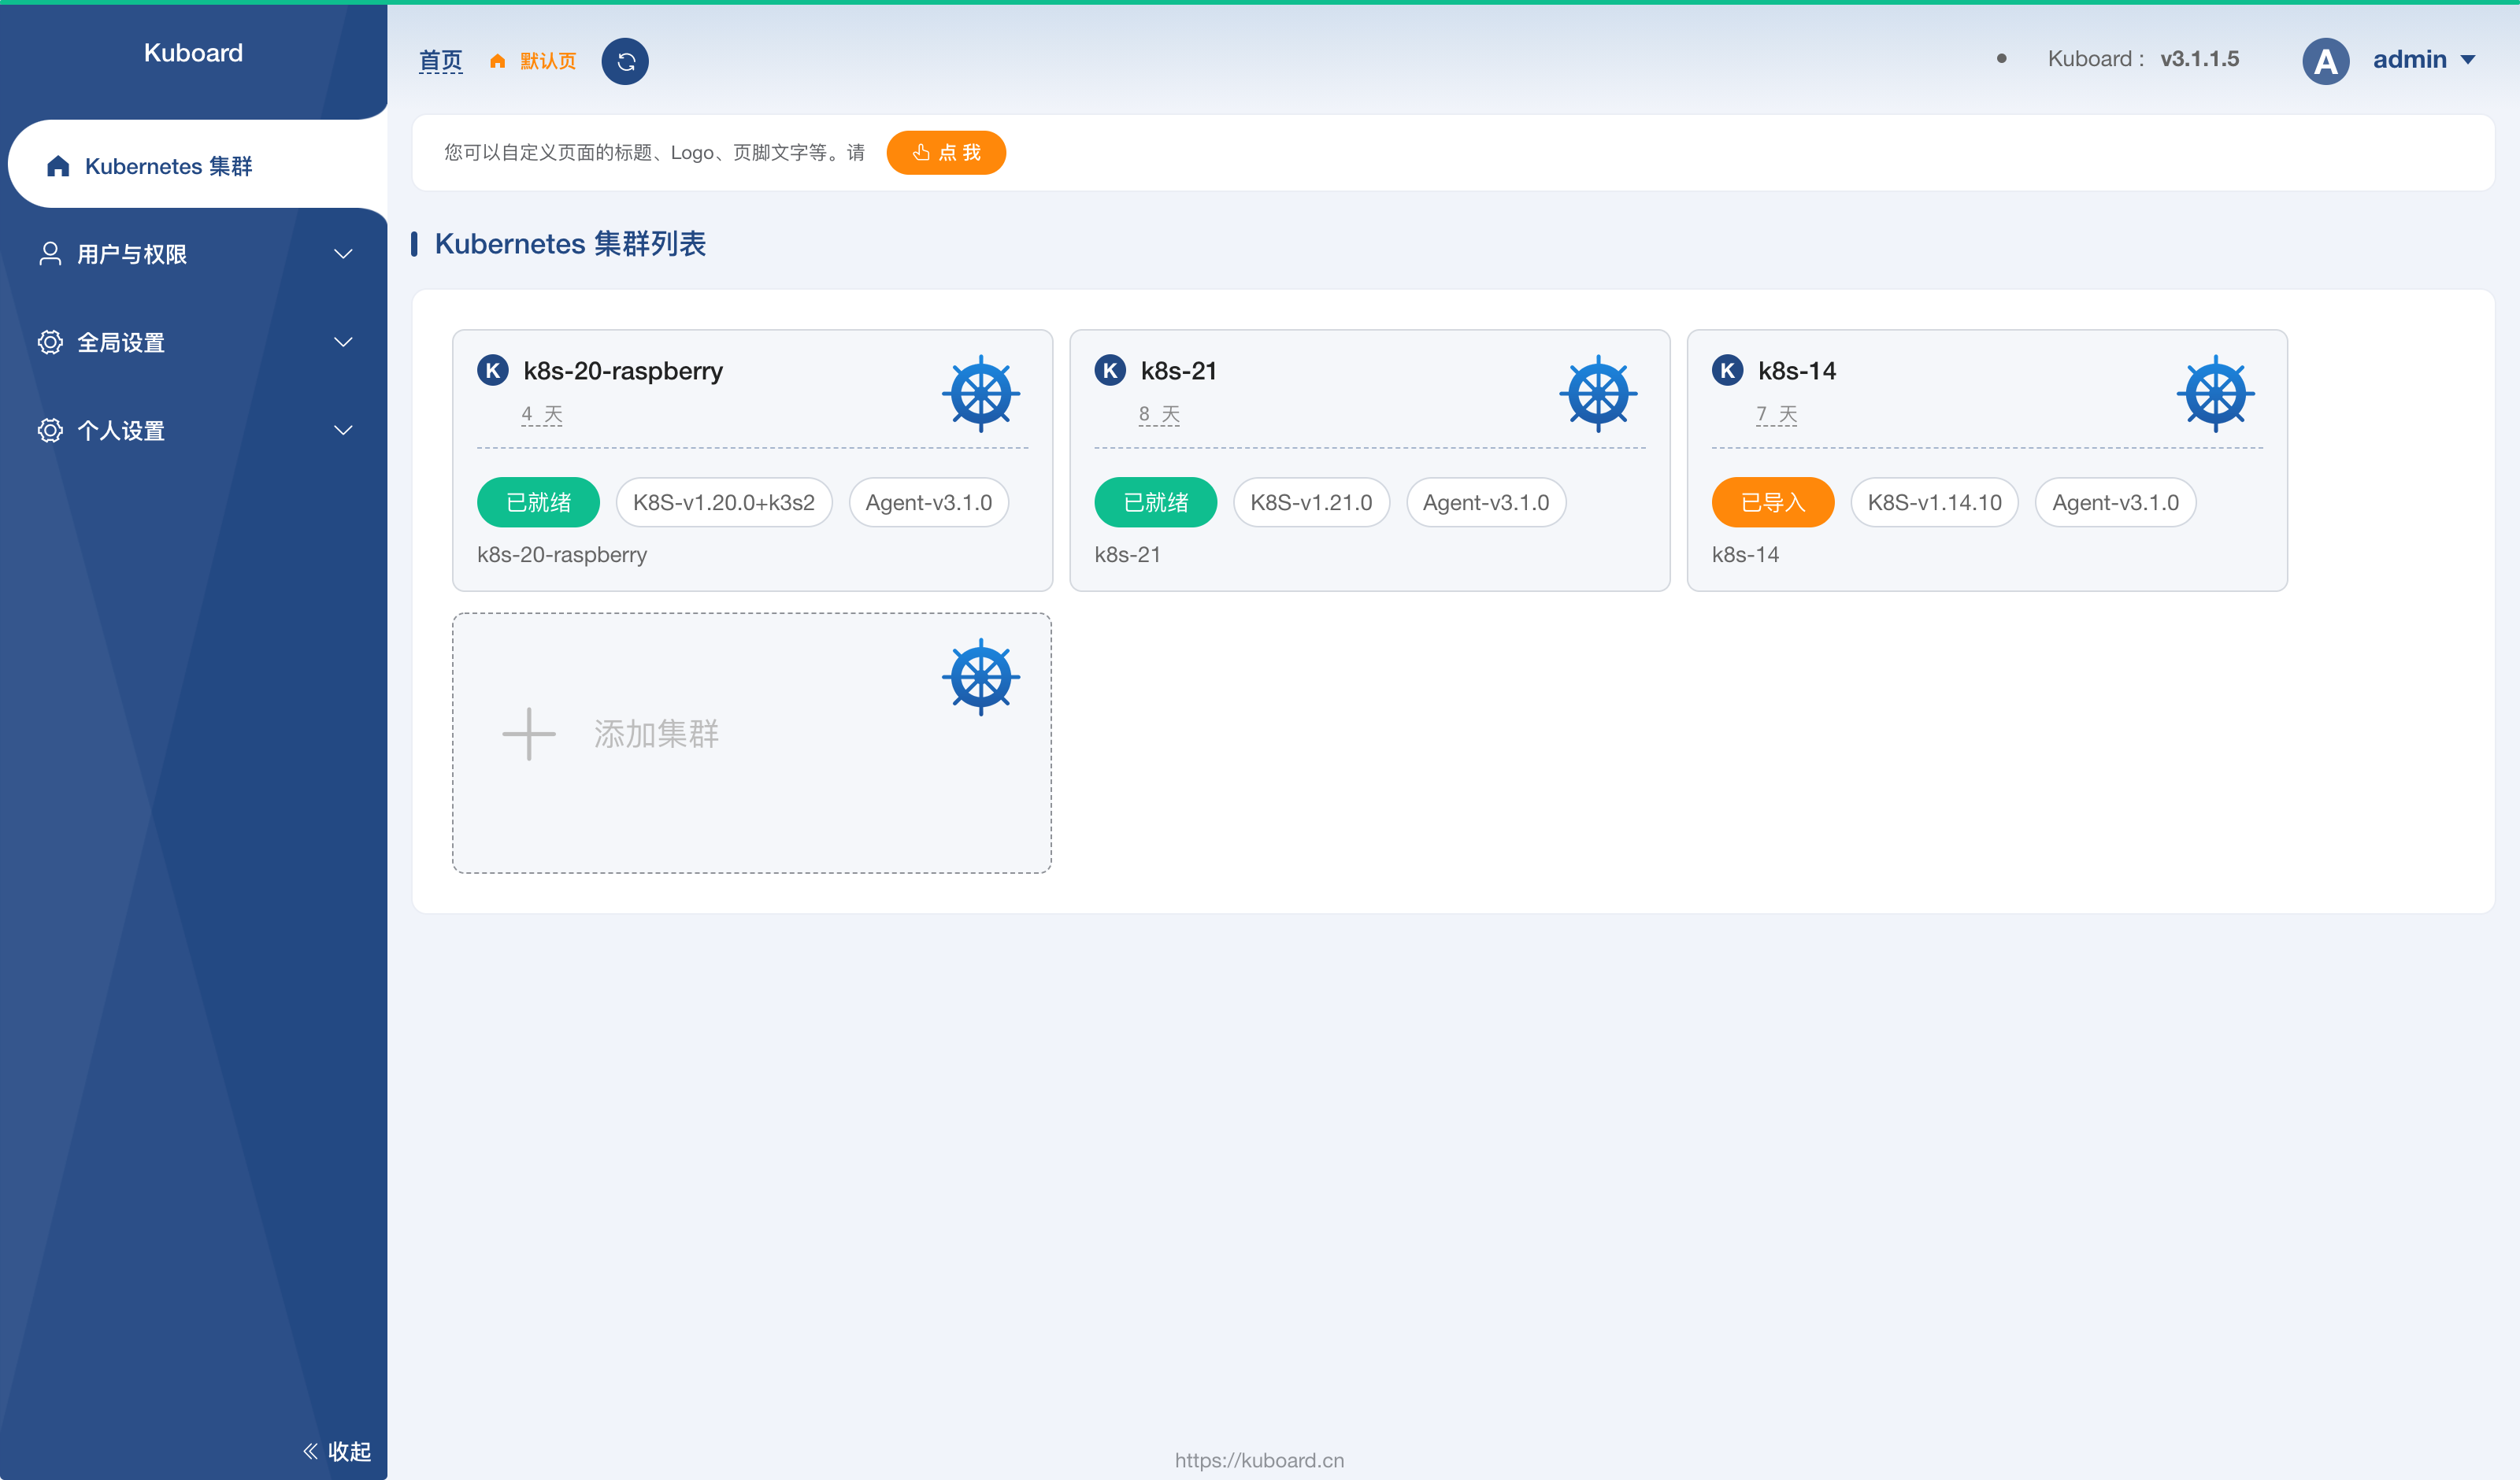 Kuboard
Kubernetes 集群
用户与权限
全局设置
个人设置
收起
首页 默认页
Kuboard : v3.1.1.5
A admin
您可以自定义页面的标题、Logo、页脚文字等。请 点 我
Kubernetes 集群列表
K k8s-20-raspberry
4 天
已就绪 K8S-v1.20.0+k3s2 Agent-v3.1.0
k8s-20-raspberry
K k8s-21
8 天
已就绪 K8S-v1.21.0 Agent-v3.1.0
k8s-21
K k8s-14
7 天
已导入 K8S-v1.14.10 Agent-v3.1.0
k8s-14
添加集群
https://kuboard.cn